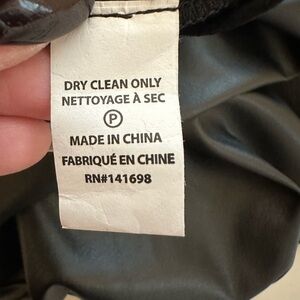 DRY CLEAN ONLY
NETTOYAGE À SEC
P
MADE IN CHINA
FABRIQUÉ EN CHINE
RN#141698